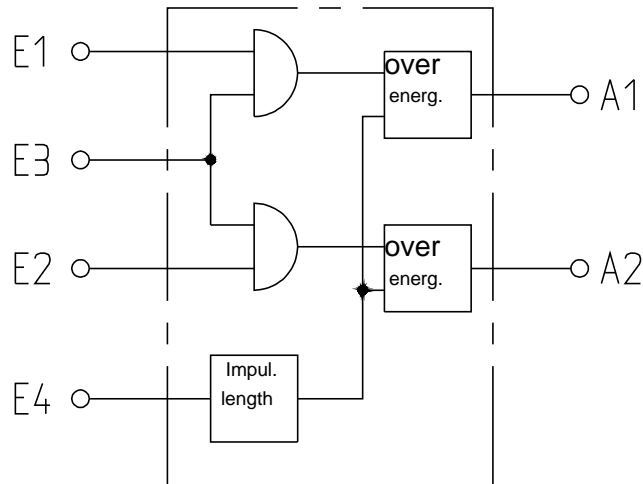 E1
over
energ.
A1
E3
E2
over
energ.
A2
Impul.
length
E4